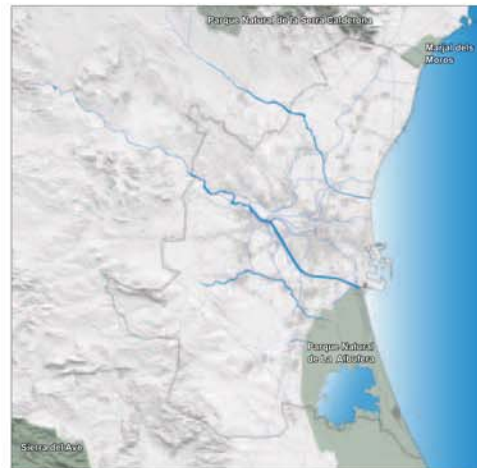 Parque Natural de la Serra Calderona
Marjal dels
Moros
Parque Natural
de La Albufera
Sierra del Ave